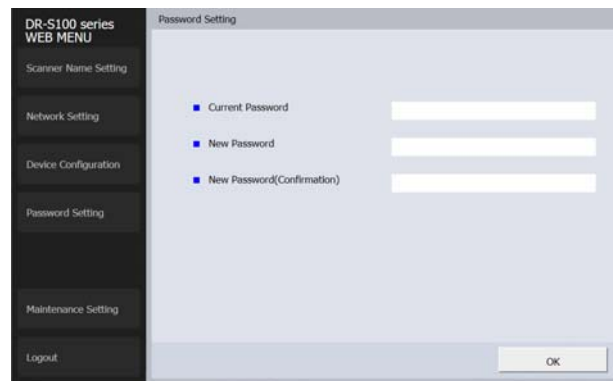 DR-S100 series
WEB MENU
Scanner Name Setting
Network Setting
Device Configuration
Password Setting
Maintenance Setting
Logout
Password Setting
Current Password
New Password
New Password(Confirmation)
OK